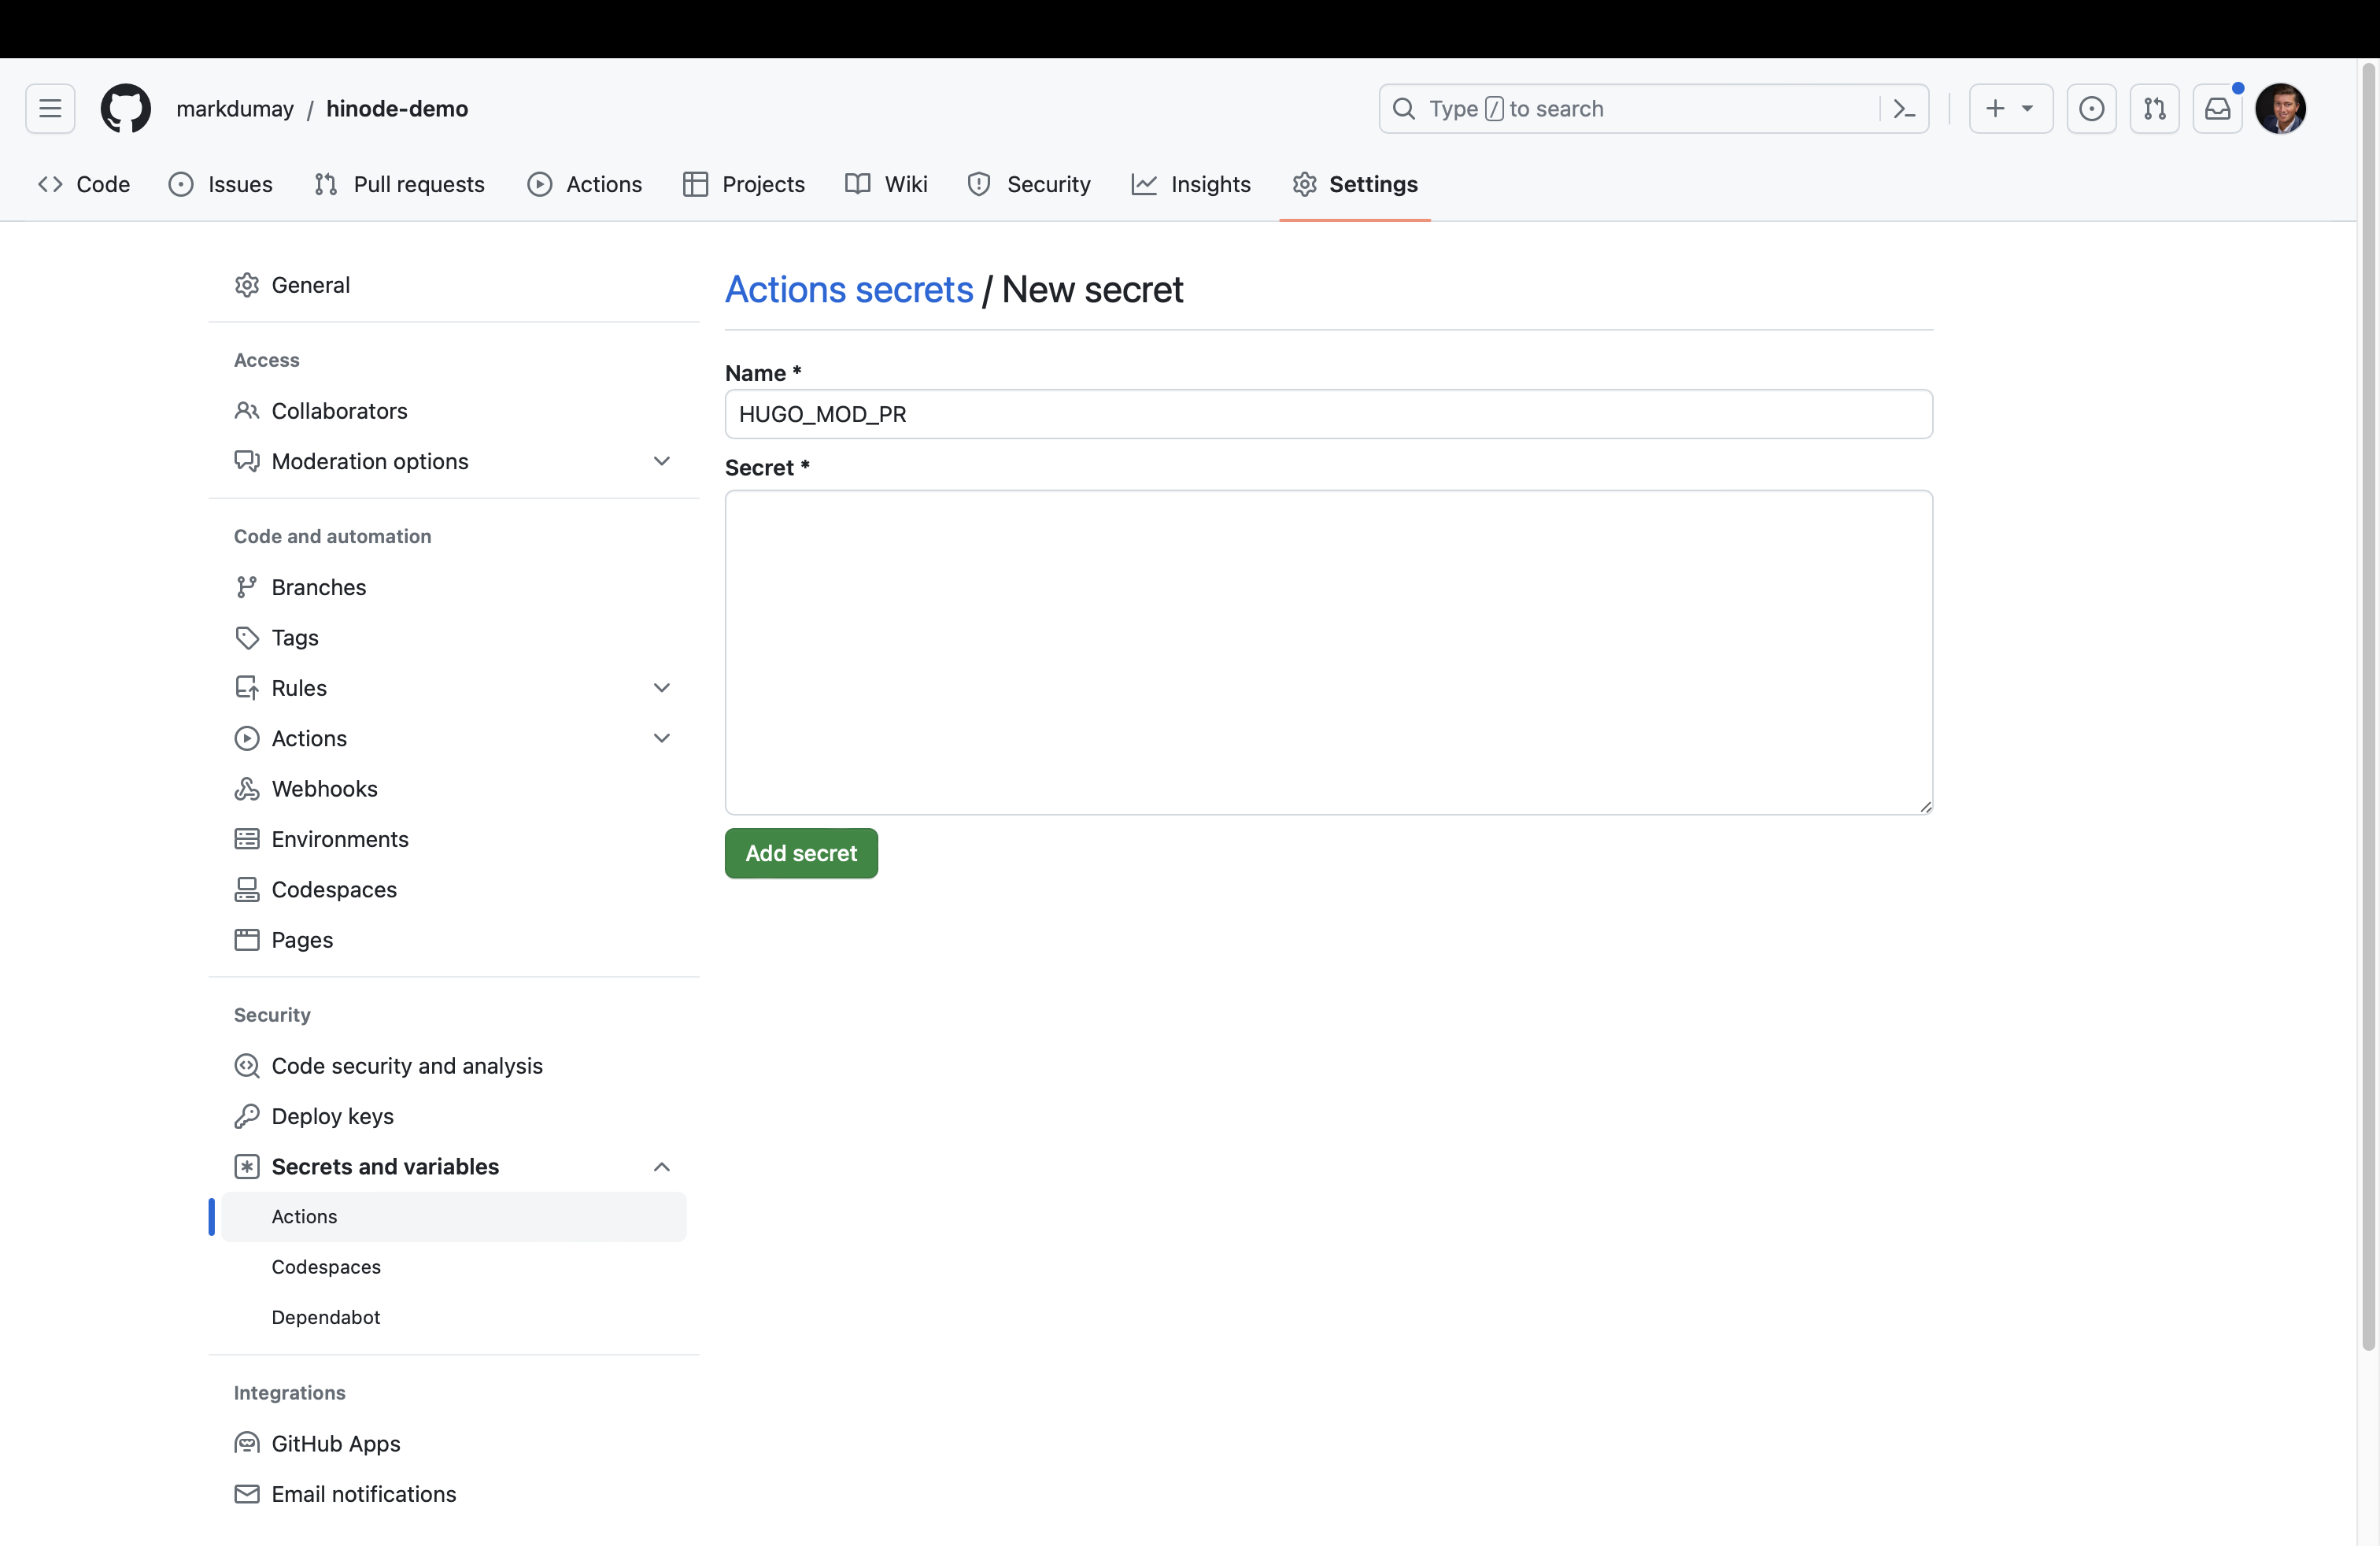 markdumay / hinode-demo
Type / to search
Code Issues Pull requests Actions Projects Wiki Security Insights Settings
General
Access
Collaborators
Moderation options
Code and automation
Branches
Tags
Rules
Actions
Webhooks
Environments
Codespaces
Pages
Security
Code security and analysis
Deploy keys
Secrets and variables
Actions
Codespaces
Dependabot
Integrations
GitHub Apps
Email notifications
Actions secrets / New secret
Name *
HUGO_MOD_PR
Secret *
Add secret